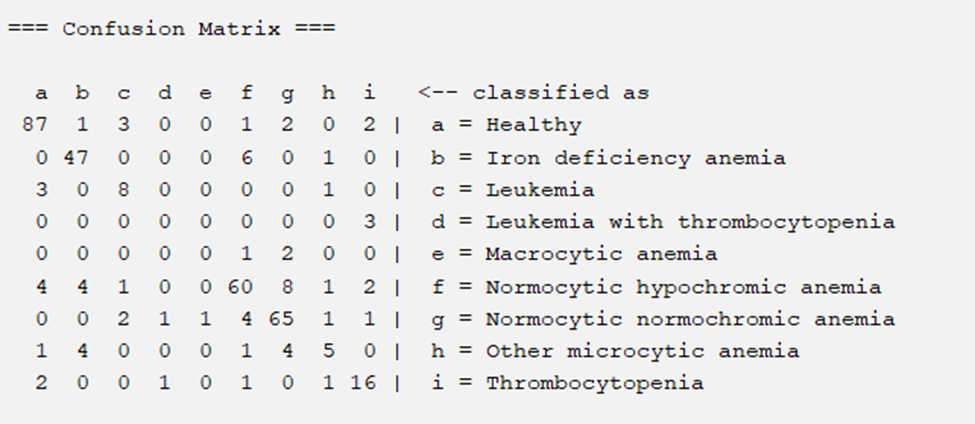 === Confusion Matrix ===
a b c d e f g h i <-- classified as
87 1 3 0 0 1 2 0 2 | a = Healthy
0 47 0 0 0 6 0 1 0 | b = Iron deficiency anemia
3 0 8 0 0 0 0 1 0 | c = Leukemia
0 0 0 0 0 0 0 0 3 | d = Leukemia with thrombocytopenia
0 0 0 0 0 1 2 0 0 | e = Macrocytic anemia
4 4 1 0 0 60 8 1 2 | f = Normocytic hypochromic anemia
0 0 2 1 1 4 65 1 1 | g = Normocytic normochromic anemia
1 4 0 0 0 1 4 5 0 | h = Other microcytic anemia
2 0 0 1 0 1 0 1 16 | i = Thrombocytopenia